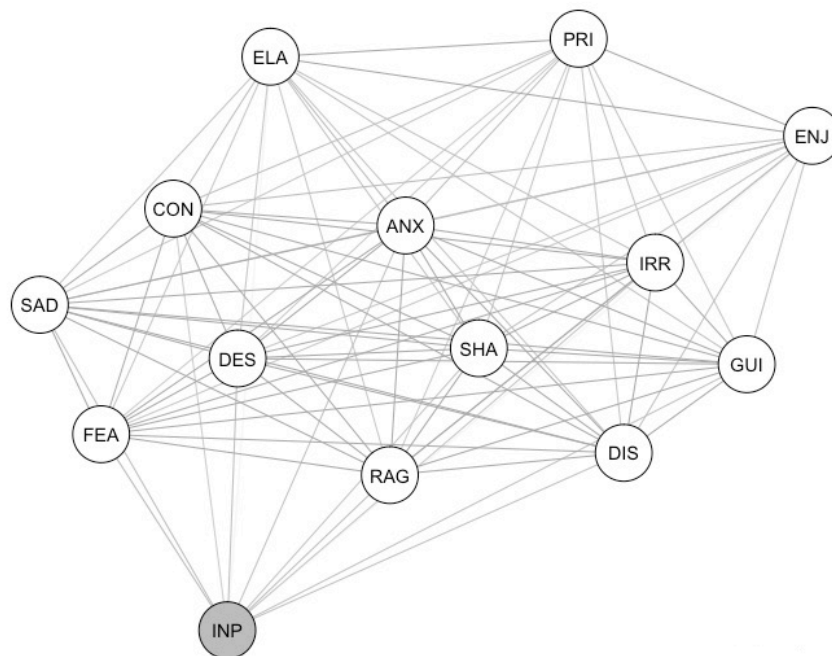 PRI
ELA
ENJ
CON
ANX
IRR
SAD
SHA
DES
GUI
FEA
DIS
RAG
INP